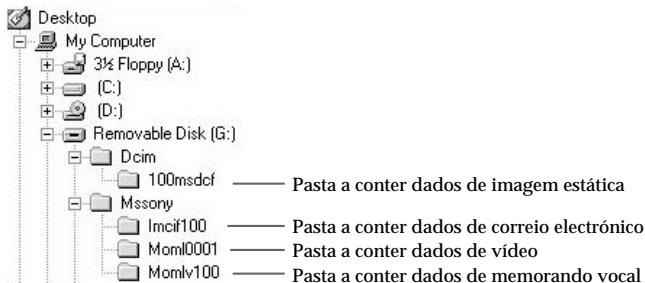 Desktop
My Computer
3½ Floppy (A:)
(C:)
(D:)
Removable Disk (G:)
Dcim
100msdcf Pasta a conter dados de imagem estática
Mssony
Imcif100 Pasta a conter dados de correio electrónico
Moml0001 Pasta a conter dados de vídeo
Momlv100 Pasta a conter dados de memorando vocal